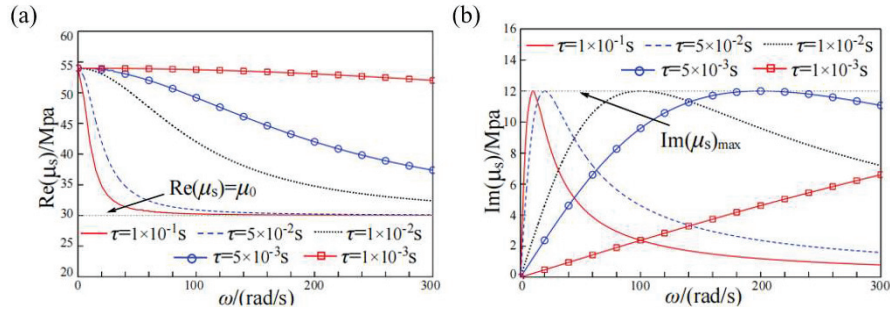 (a)
Re(μₛ)/Mpa
60
55
50
45
40
35
30
25
20
Re(μₛ)=μ₀
τ=1×10⁻¹s τ=5×10⁻²s τ=1×10⁻²s
τ=5×10⁻³s τ=1×10⁻³s
0 100 200 300
ω/(rad/s)
(b)
Im(μₛ)/Mpa
16
14
12
10
8
6
4
2
0
τ=1×10⁻¹s τ=5×10⁻²s τ=1×10⁻²s
τ=5×10⁻³s τ=1×10⁻³s
Im(μₛ)max
0 100 200 300
ω/(rad/s)